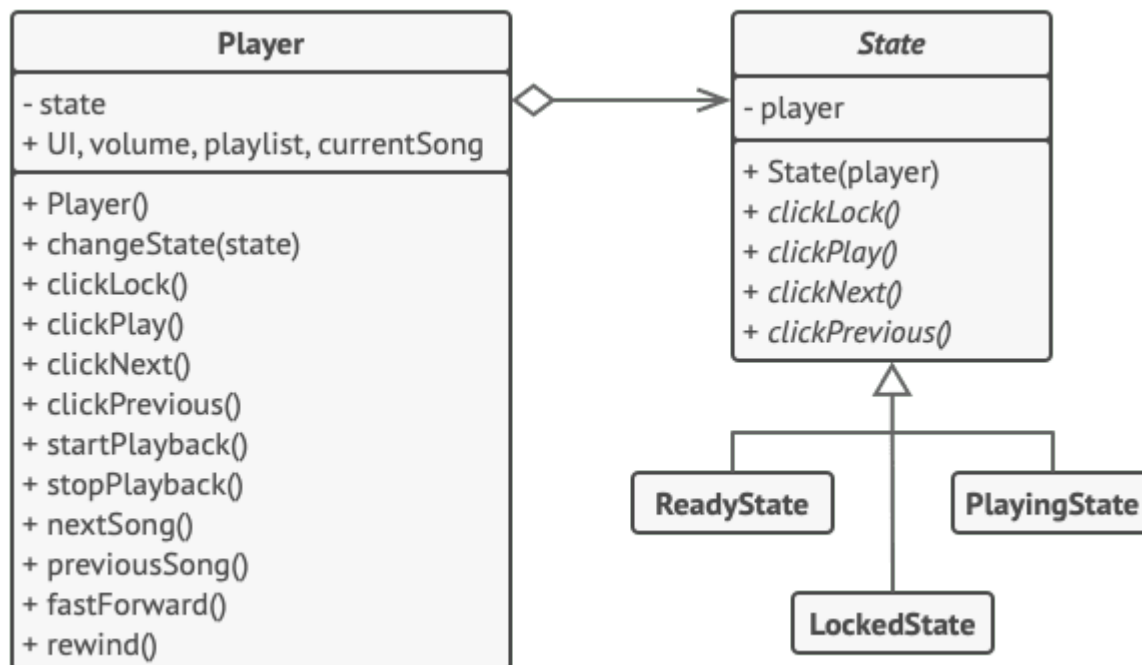 Player
- state
+ UI, volume, playlist, currentSong
+ Player()
+ changeState(state)
+ clickLock()
+ clickPlay()
+ clickNext()
+ clickPrevious()
+ startPlayback()
+ stopPlayback()
+ nextSong()
+ previousSong()
+ fastForward()
+ rewind()
State
- player
+ State(player)
+ clickLock()
+ clickPlay()
+ clickNext()
+ clickPrevious()
ReadyState
PlayingState
LockedState